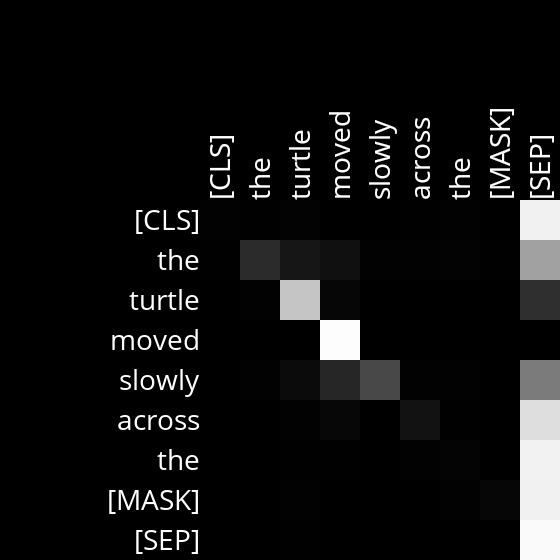 [CLS] the turtle moved slowly across the [MASK] [SEP]
[CLS]
the
turtle
moved
slowly
across
the
[MASK]
[SEP]